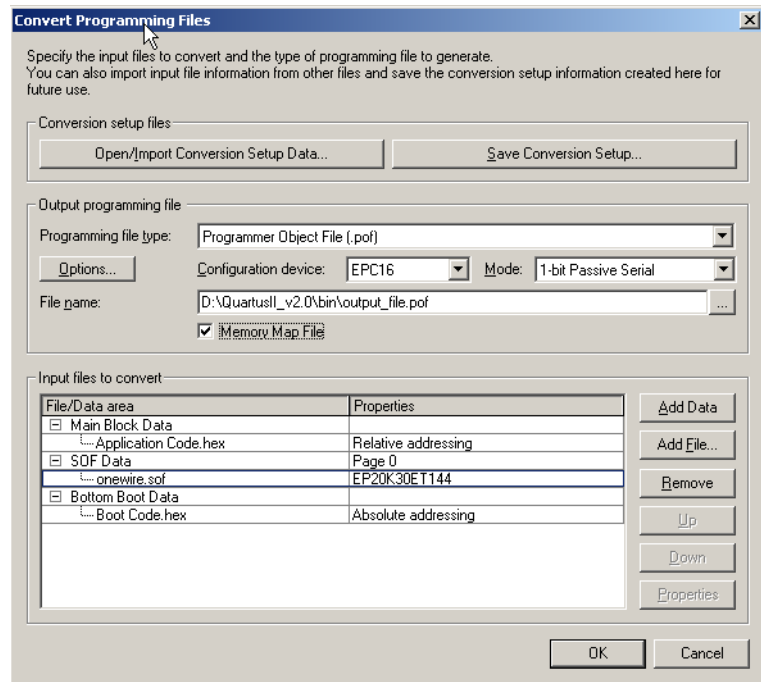 Convert Programming Files
Specify the input files to convert and the type of programming file to generate.
You can also import input file information from other files and save the conversion setup information created here for
future use.
Conversion setup files
Open/Import Conversion Setup Data...
Save Conversion Setup...
Output programming file
Programming file type:
Programmer Object File (.pof)
Options...
Configuration device:
EPC16
Mode:
1-bit Passive Serial
File name:
D:\QuartusII_v2.0\bin\output_file.pof
...
Memory Map File
Input files to convert
File/Data area
Properties
Add Data
Main Block Data
Application Code.hex
Relative addressing
Add File...
SOF Data
Page 0
onewire.sof
EP20K30ET144
Remove
Bottom Boot Data
Boot Code.hex
Absolute addressing
Up
Down
Properties
OK
Cancel